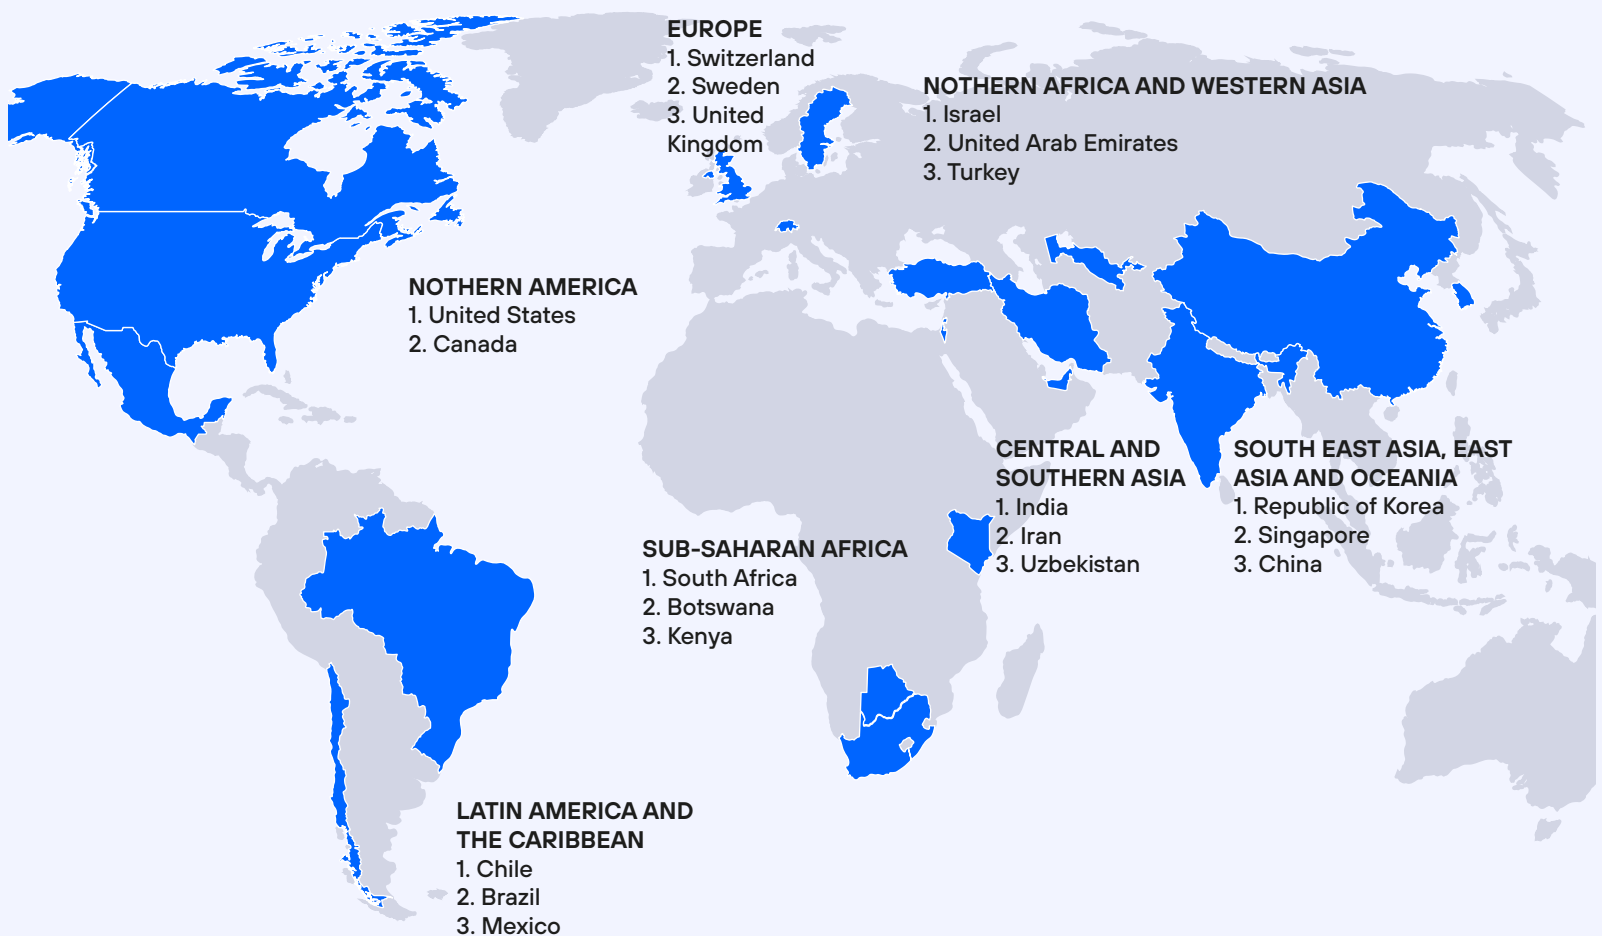 EUROPE
1. Switzerland
2. Sweden
3. United
Kingdom
NOTHERN AFRICA AND WESTERN ASIA
1. Israel
2. United Arab Emirates
3. Turkey
NOTHERN AMERICA
1. United States
2. Canada
CENTRAL AND
SOUTHERN ASIA
1. India
2. Iran
3. Uzbekistan
SOUTH EAST ASIA, EAST
ASIA AND OCEANIA
1. Republic of Korea
2. Singapore
3. China
SUB-SAHARAN AFRICA
1. South Africa
2. Botswana
3. Kenya
LATIN AMERICA AND
THE CARIBBEAN
1. Chile
2. Brazil
3. Mexico